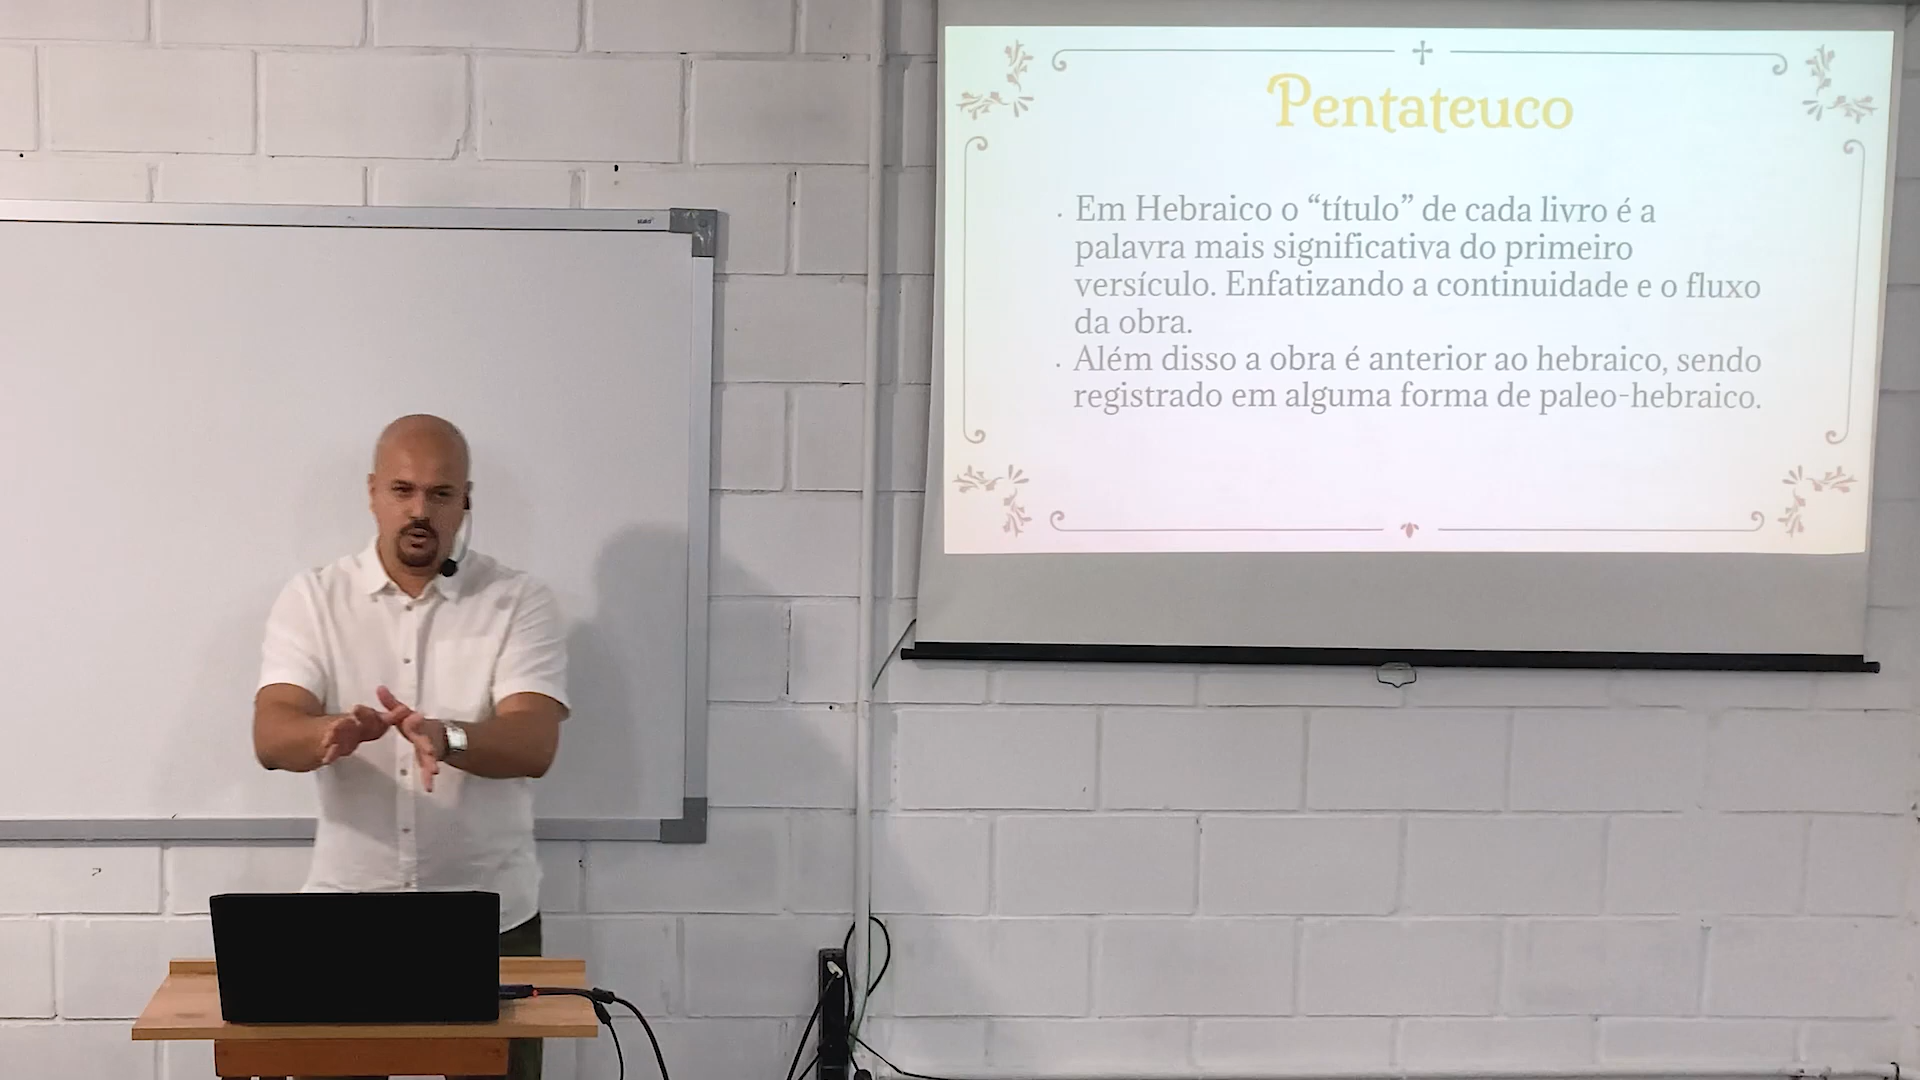 Pentateuco
· Em Hebraico o “título” de cada livro é a
palavra mais significativa do primeiro
versículo. Enfatizando a continuidade e o fluxo
da obra.
· Além disso a obra é anterior ao hebraico, sendo
registrado em alguma forma de paleo-hebraico.